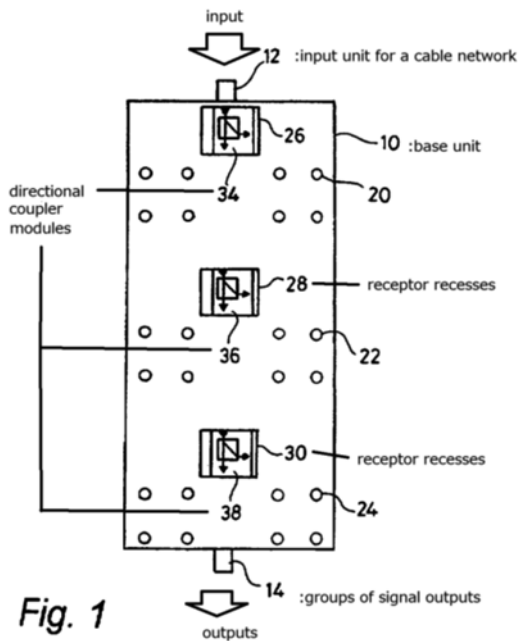 input
12 :input unit for a cable network
26
10 :base unit
34
20
directional
coupler
modules
28
receptor recesses
36
22
30
receptor recesses
38
24
14 :groups of signal outputs
Fig. 1
outputs